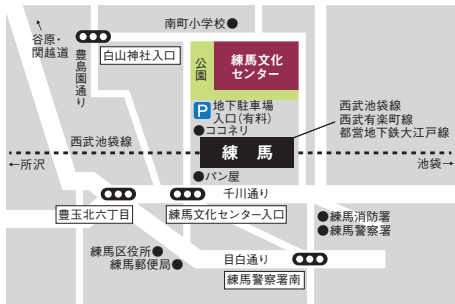 南町小学校●
↑
谷原・
関越道
豊島園通り
白山神社入口
公園
練馬文化
センター
P 地下駐車場
入口(有料)
●ココネリ
西武池袋線
西武有楽町線
都営地下鉄大江戸線
西武池袋線
練馬
←所沢
池袋→
●パン屋
千川通り
豊玉北六丁目
練馬文化センター入口
●練馬消防署
●練馬警察署
練馬区役所●
練馬郵便局●
目白通り
練馬警察署南